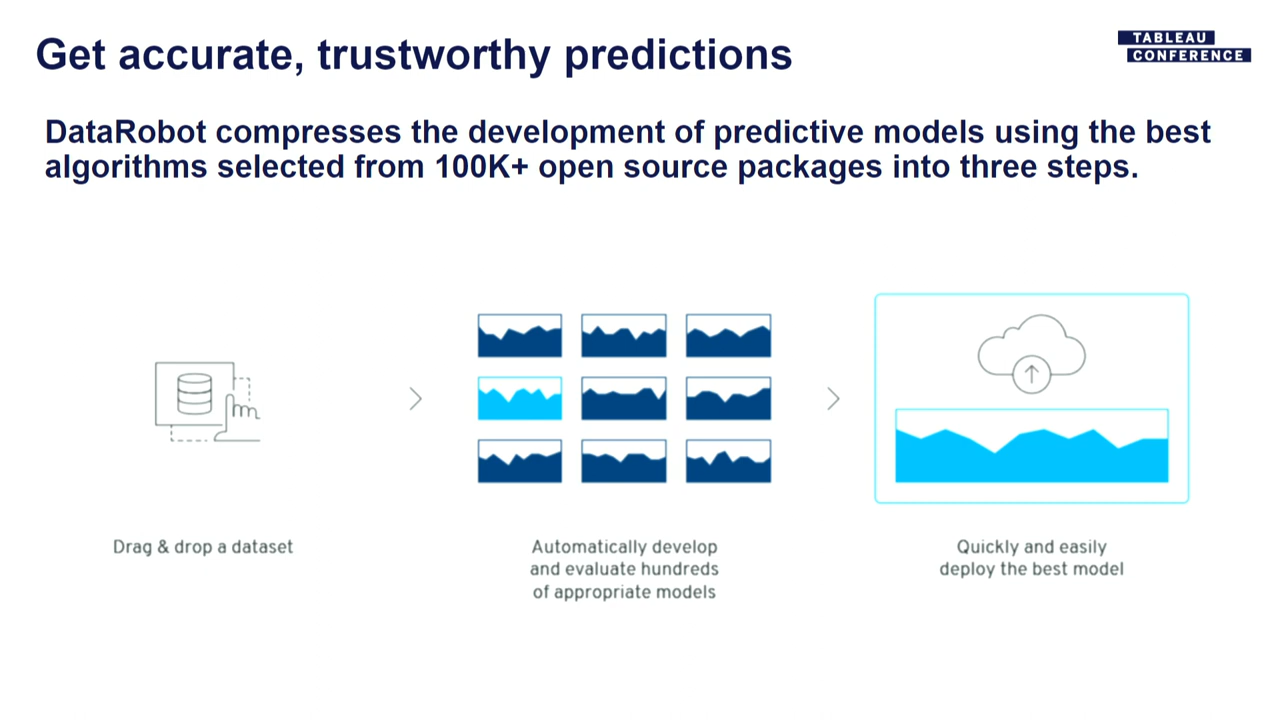 Get accurate, trustworthy predictions
TABLEAU
CONFERENCE
DataRobot compresses the development of predictive models using the best
algorithms selected from 100K+ open source packages into three steps.
Drag & drop a dataset
Automatically develop
and evaluate hundreds
of appropriate models
Quickly and easily
deploy the best model